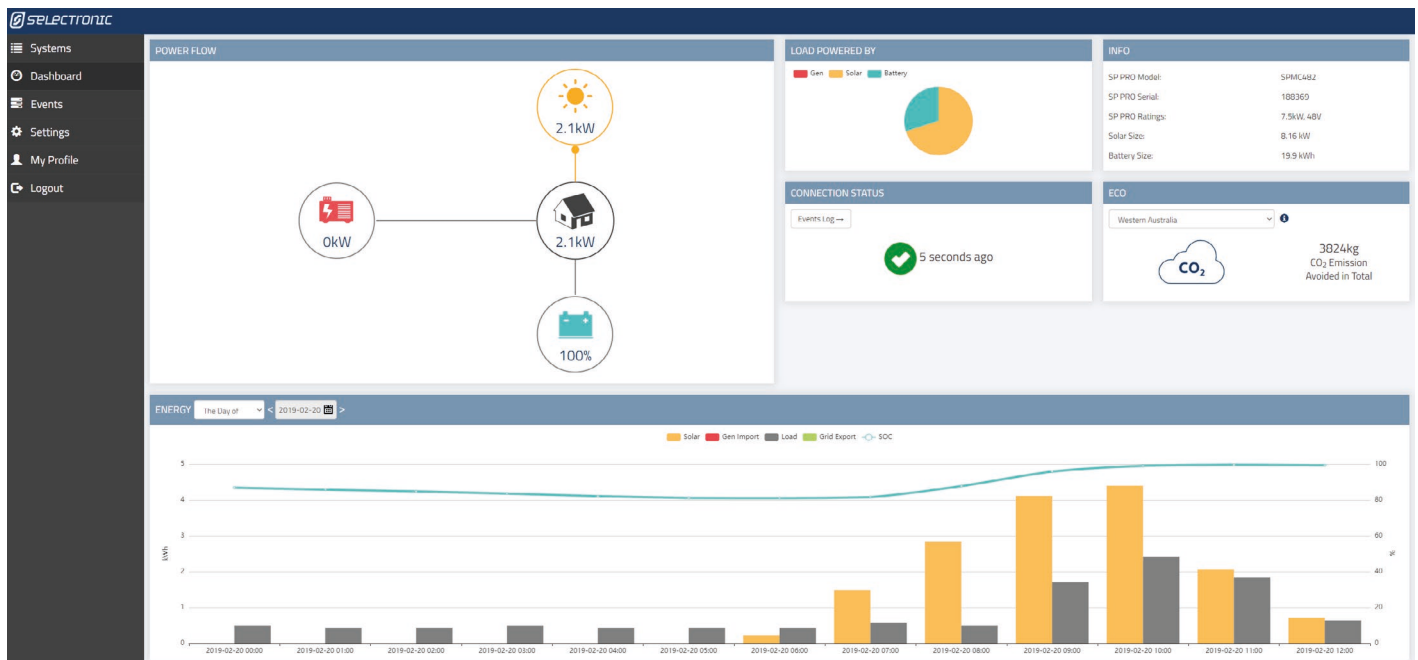 selectronic
Systems
Dashboard
Events
Settings
My Profile
Logout
POWER FLOW
2.1kW
0kW
2.1kW
100%
LOAD POWERED BY
Gen Solar Battery
INFO
SP PRO Model: SPMC482
SP PRO Serial: 188369
SP PRO Ratings: 7.5kW, 48V
Solar Size: 8.16 kW
Battery Size: 19.9 kWh
CONNECTION STATUS
Events Log →
5 seconds ago
ECO
Western Australia
CO₂
3824kg
CO₂ Emission
Avoided in Total
ENERGY The Day of < 2019-02-20 >
Solar Gen Import Load Grid Export SOC
5 100
4 80
3 60
kWh %
2 40
1 20
0 0
2019-02-20 00:00 2019-02-20 01:00 2019-02-20 02:00 2019-02-20 03:00 2019-02-20 04:00 2019-02-20 05:00 2019-02-20 06:00 2019-02-20 07:00 2019-02-20 08:00 2019-02-20 09:00 2019-02-20 10:00 2019-02-20 11:00 2019-02-20 12:00